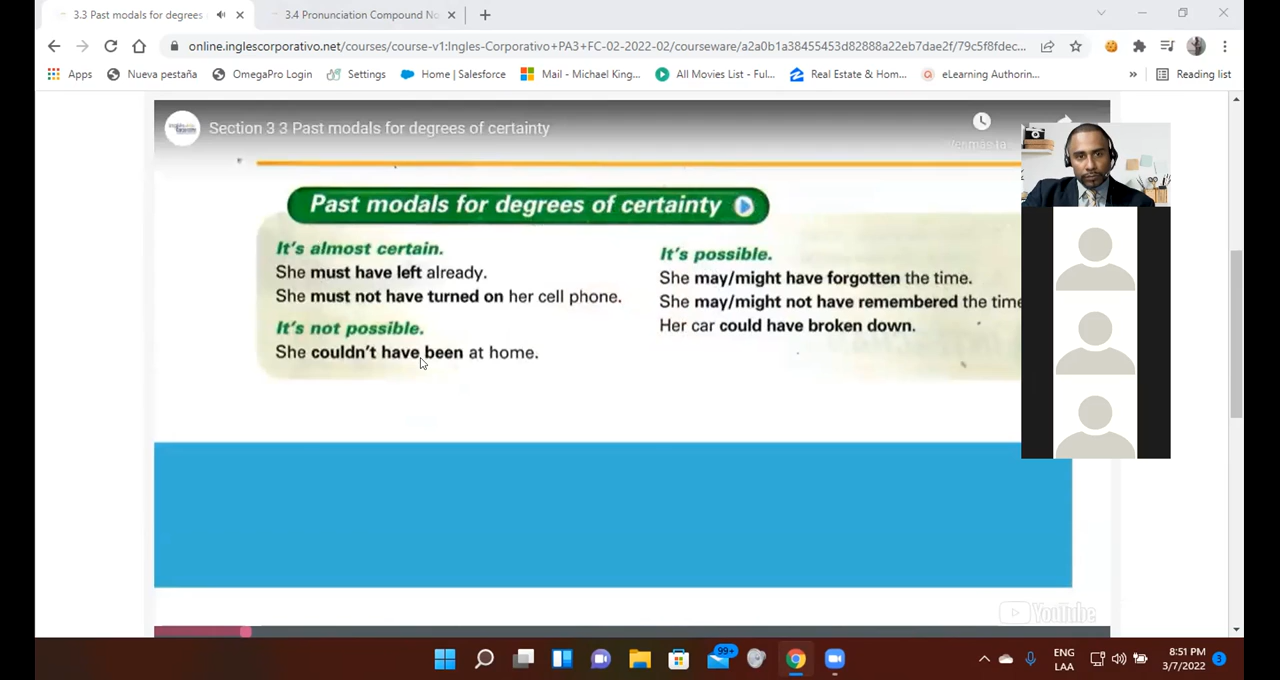 3.3 Past modals for degrees
3.4 Pronunciation Compound No
online.inglescorporativo.net/courses/course-v1:Ingles-Corporativo+PA3+FC-02-2022-02/courseware/a2a0b1a38455453d82888a22eb7dae2f/79c5f8fdec...
Apps
Nueva pestaña
OmegaPro Login
Settings
Home | Salesforce
Mail - Michael King...
All Movies List - Ful...
Real Estate & Hom...
eLearning Authorin...
»
Reading list
Section 3 3 Past modals for degrees of certainty
Past modals for degrees of certainty
It's almost certain.
She must have left already.
She must not have turned on her cell phone.
It's not possible.
She couldn't have been at home.
It's possible.
She may/might have forgotten the time.
She may/might not have remembered the time
Her car could have broken down.
YouTube
99+
ENG
LAA
8:51 PM
3/7/2022
3